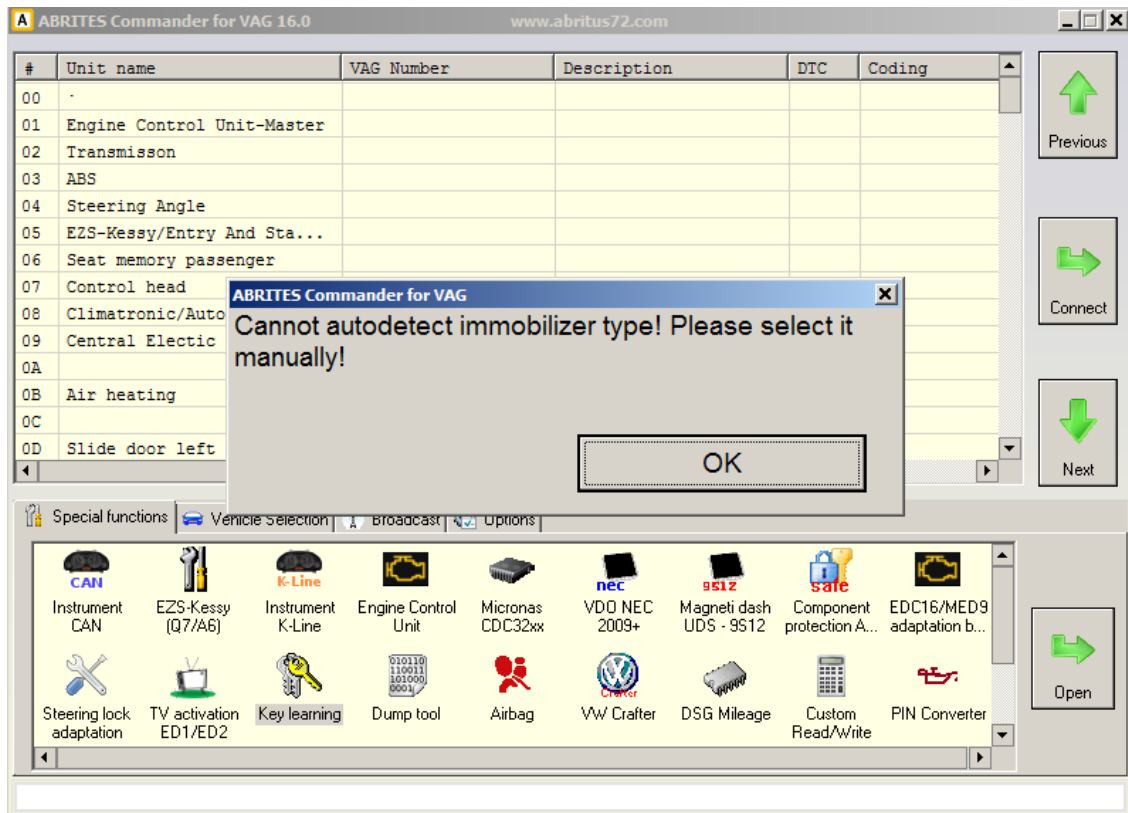 A ABRITES Commander for VAG 16.0 www.abritus72.com
# Unit name VAG Number Description DTC Coding
00 -
01 Engine Control Unit-Master
02 Transmisson
03 ABS
04 Steering Angle
05 EZS-Kessy/Entry And Sta...
06 Seat memory passenger
07 Control head
08 Climatronic/Auto
09 Central Electic
0A
0B Air heating
0C
0D Slide door left
Previous
Connect
Next
ABRITES Commander for VAG
Cannot autodetect immobilizer type! Please select it
manually!
OK
Special functions Vehicle Selection Broadcast Options
CAN K-Line nec 9S12 safe
Instrument EZS-Kessy Instrument Engine Control Micronas VDO NEC Magneti dash Component EDC16/MED9
CAN (Q7/A6) K-Line Unit CDC32xx 2009+ UDS - 9S12 protection A... adaptation b...
010110
110011
101000
0001
Crafter
Steering lock TV activation Key learning Dump tool Airbag VW Crafter DSG Mileage Custom PIN Converter
adaptation ED1/ED2 Read/Write
Open